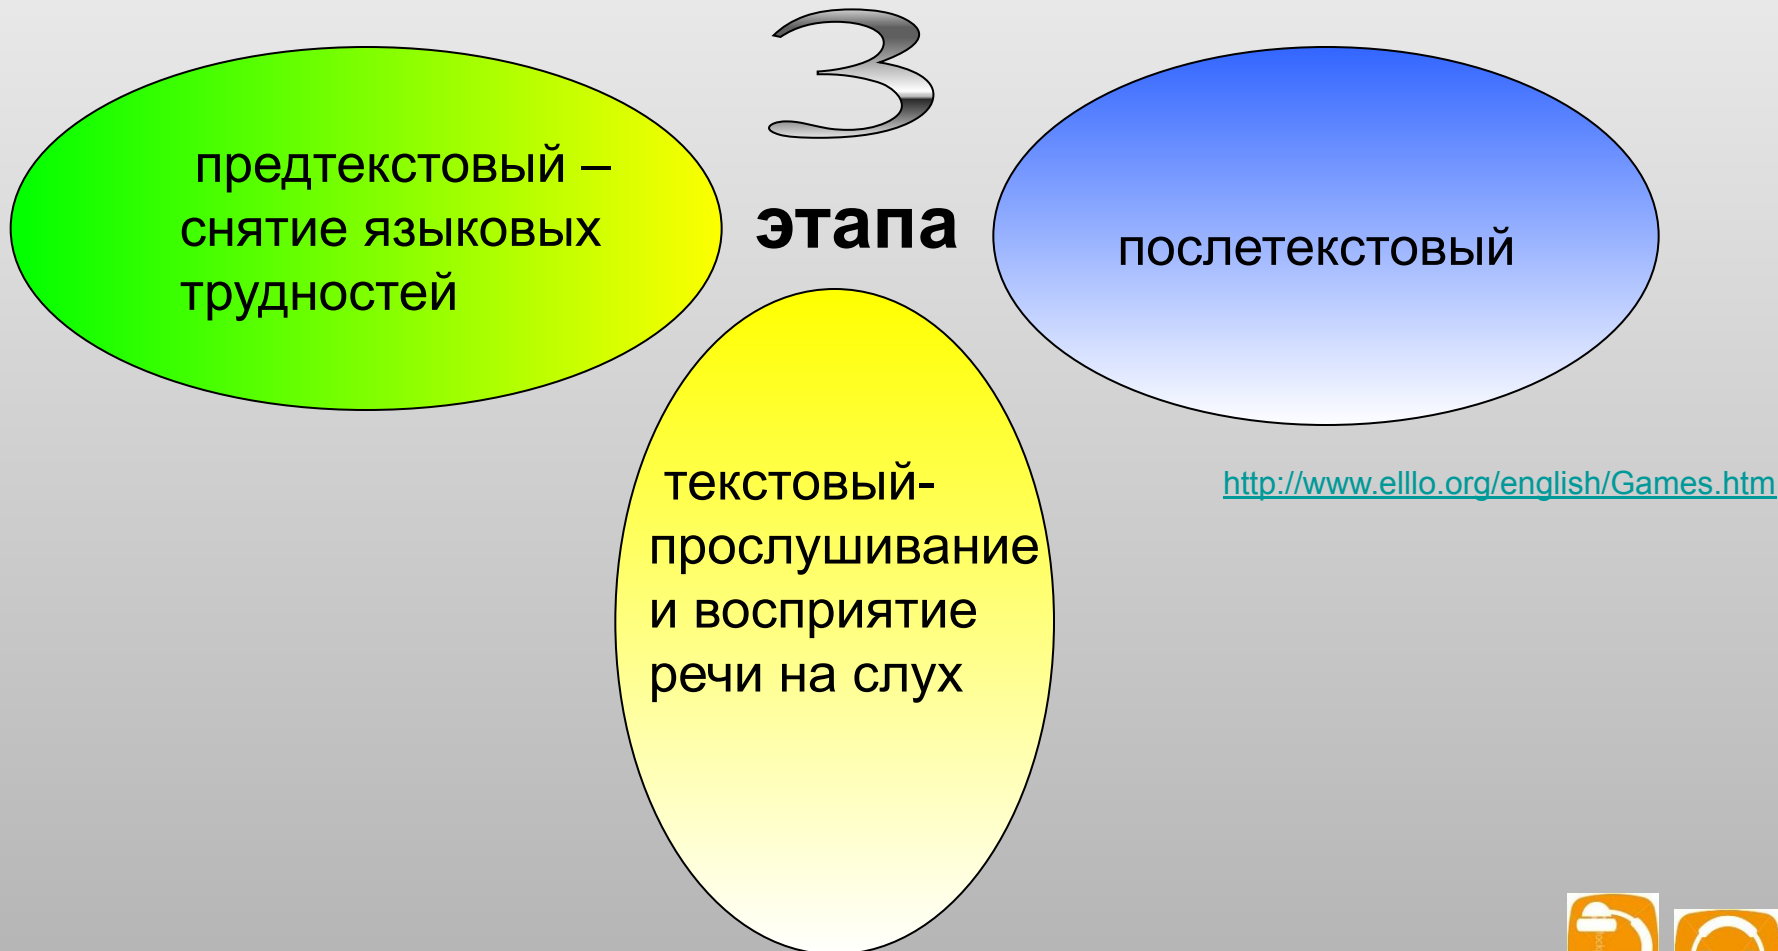 3
этапа
предтекстовый –
снятие языковых
трудностей
послетекстовый
текстовый-
прослушивание
и восприятие
речи на слух
http://www.elllo.org/english/Games.htm